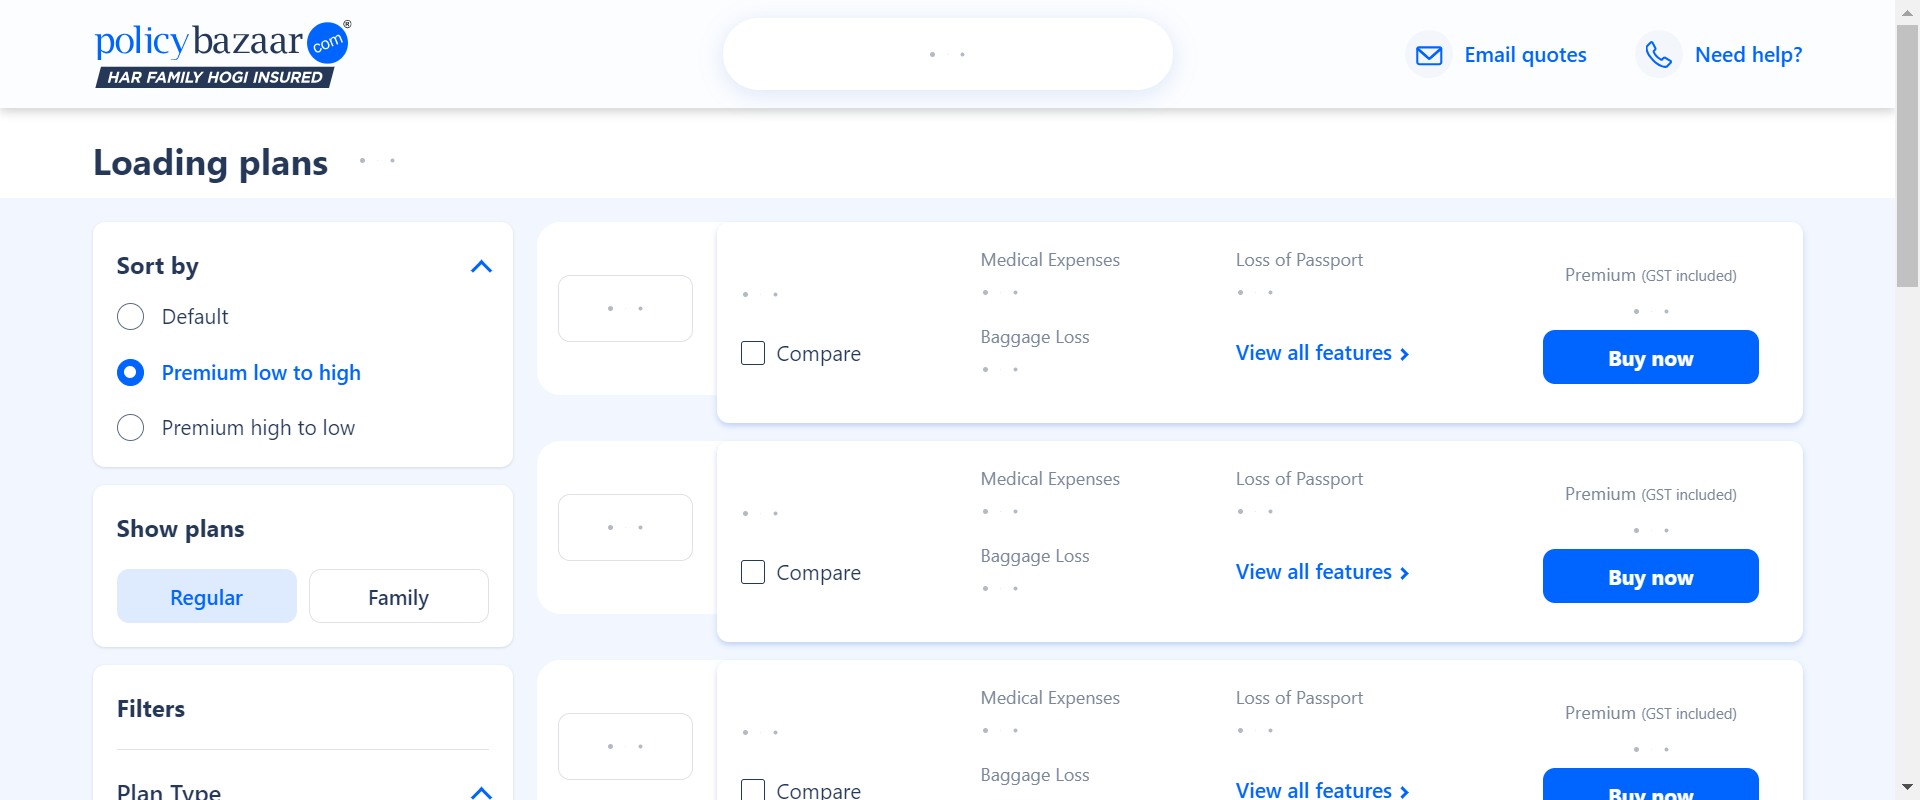 policybazaar.com®
HAR FAMILY HOGI INSURED
Email quotes
Need help?
Loading plans
Sort by
Default
Premium low to high
Premium high to low
Show plans
Regular
Family
Filters
Plan Type
Medical Expenses
Loss of Passport
Premium (GST included)
Baggage Loss
Compare
View all features
Buy now
Medical Expenses
Loss of Passport
Premium (GST included)
Baggage Loss
Compare
View all features
Buy now
Medical Expenses
Loss of Passport
Premium (GST included)
Baggage Loss
Compare
View all features
Buy now